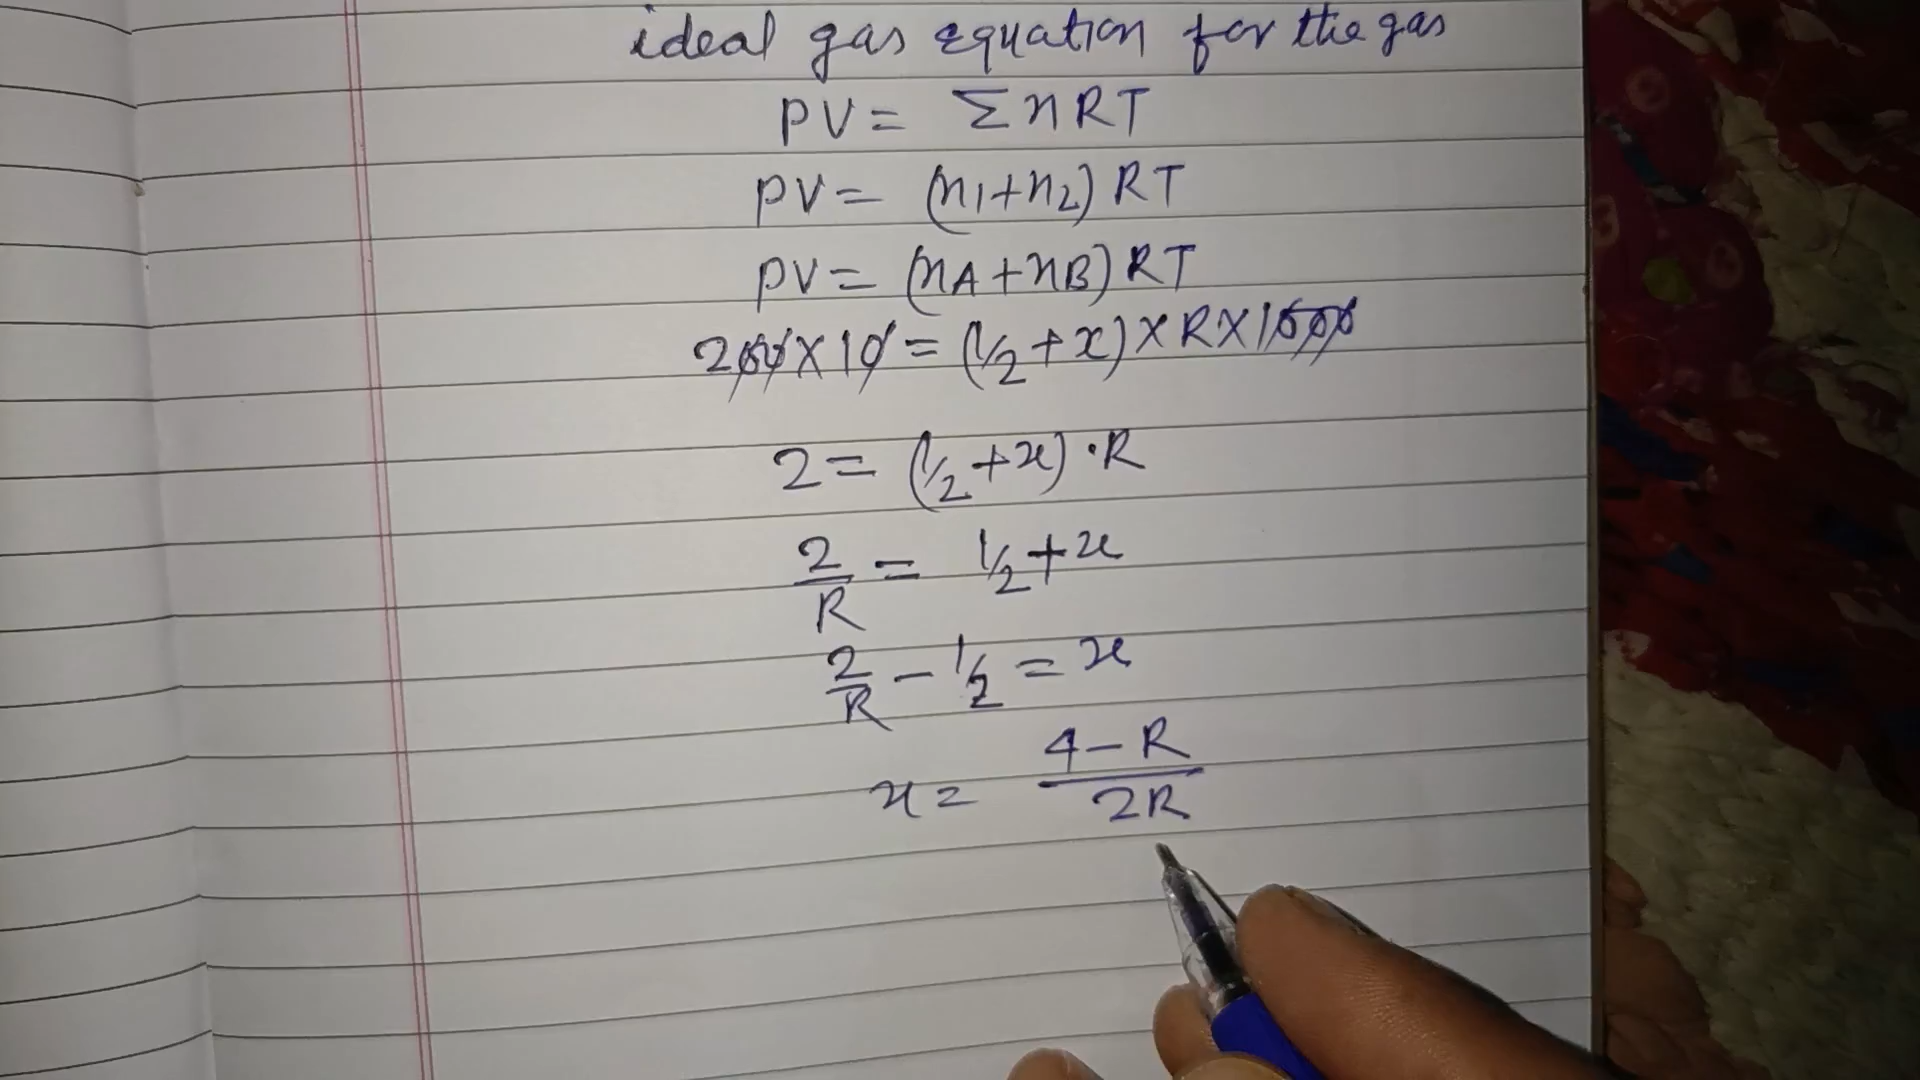 ideal gas equation for the gas
PV = ΣnRT
PV = (n1+n2) RT
PV = (nA+nB) RT
200×10 = (1/2+x)×R×1000
2 = (1/2+x)·R
2/R = 1/2+x
2/R - 1/2 = x
x = 4-R/2R